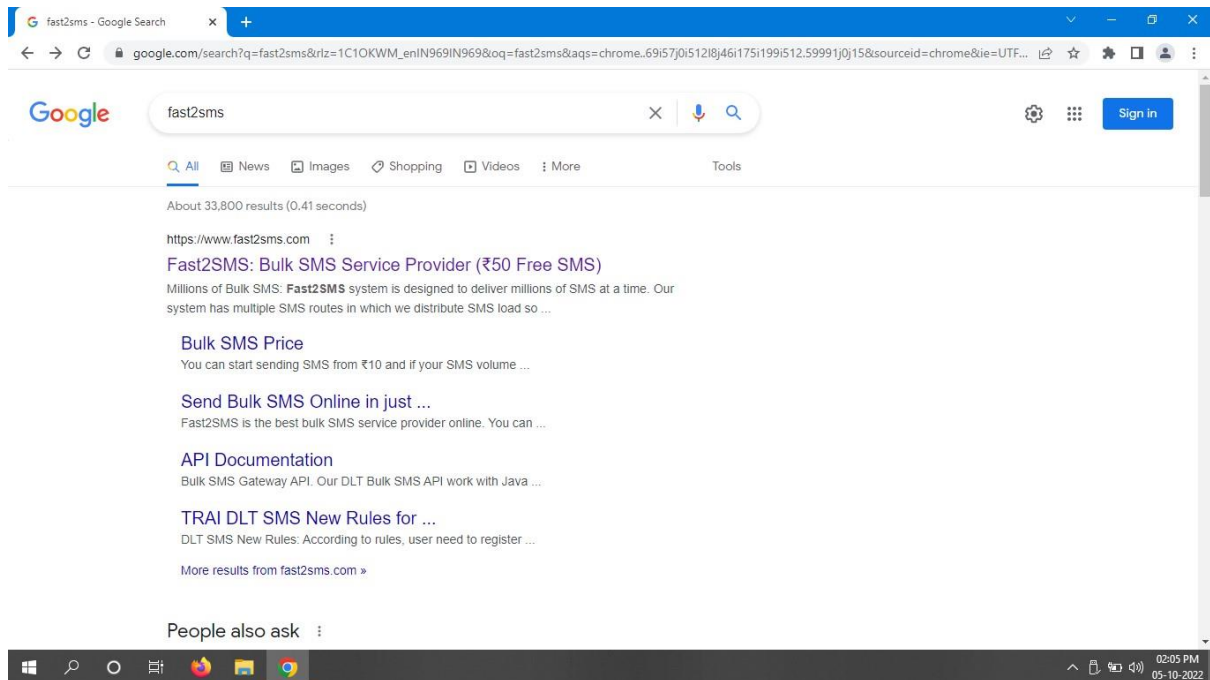 fast2sms - Google Search
google.com/search?q=fast2sms&rlz=1C1OKWM_enIN969IN969&oq=fast2sms&aqs=chrome..69i57j0i512l8j46i175i199i512.59991j0j15&sourceid=chrome&ie=UTF...
Google
fast2sms
Sign in
All News Images Shopping Videos More Tools
About 33,800 results (0.41 seconds)
https://www.fast2sms.com
Fast2SMS: Bulk SMS Service Provider (₹50 Free SMS)
Millions of Bulk SMS: Fast2SMS system is designed to deliver millions of SMS at a time. Our
system has multiple SMS routes in which we distribute SMS load so ...
Bulk SMS Price
You can start sending SMS from ₹10 and if your SMS volume ...
Send Bulk SMS Online in just ...
Fast2SMS is the best bulk SMS service provider online. You can ...
API Documentation
Bulk SMS Gateway API. Our DLT Bulk SMS API work with Java ...
TRAI DLT SMS New Rules for ...
DLT SMS New Rules: According to rules, user need to register ...
More results from fast2sms.com »
People also ask
02:05 PM
05-10-2022